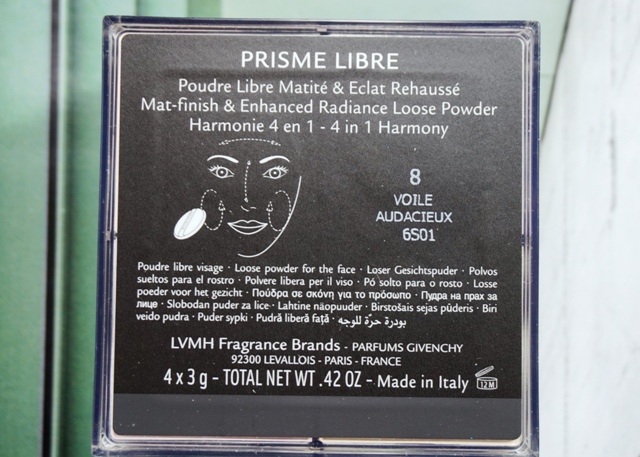 PRISME LIBRE
Poudre Libre Matité & Eclat Rehaussé
Mat-finish & Enhanced Radiance Loose Powder
Harmonie 4 en 1 - 4 in 1 Harmony
8
VOILE
AUDACIEUX
6S01
Poudre libre visage · Loose powder for the face · Loser Gesichtspuder · Polvos
sueltos para el rostro · Polvere libera per il viso · Pó solto para o rosto · Losse
poeder voor het gezicht · Πούδρα σε σκόνη για το πρόσωπο · Пудра на прах за
лице · Slobodan puder za lice · Lahtine näopuuder · Birstošais sejas pūderis · Biri
veido pudra · Puder sypki · Pudră liberă față · بودرة حرّة للوجه
LVMH Fragrance Brands - PARFUMS GIVENCHY
92300 LEVALLOIS - PARIS - FRANCE
4 x 3 g - TOTAL NET WT .42 OZ - Made in Italy 12M